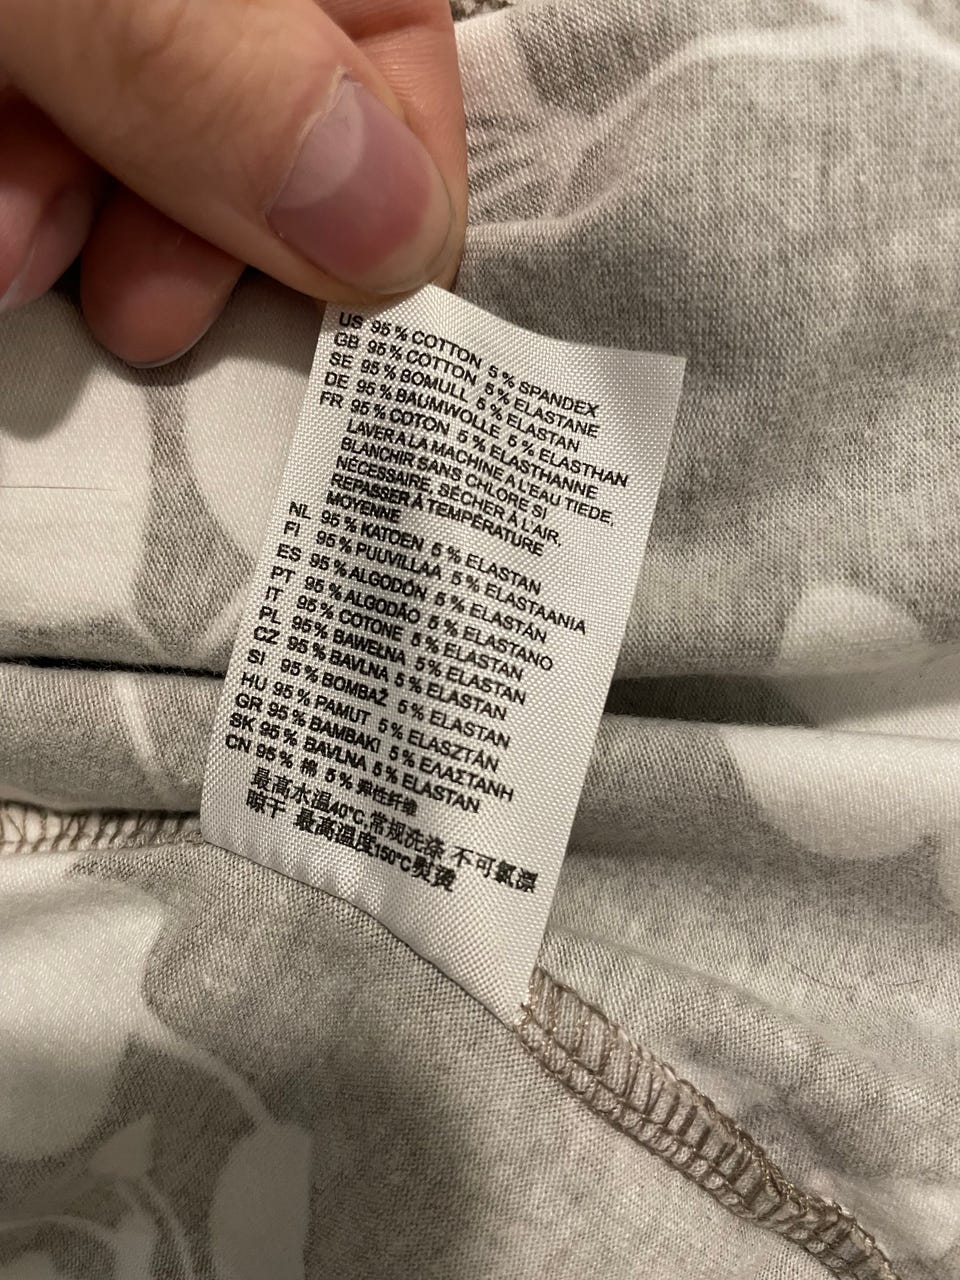 US 95 % COTTON 5 % SPANDEX
GB 95 % COTTON 5 % ELASTANE
SE 95 % BOMULL 5 % ELASTAN
DE 95 % BAUMWOLLE 5 % ELASTHAN
FR 95 % COTON 5 % ELASTHANNE
LAVER A LA MACHINE A L'EAU TIEDE,
BLANCHIR SANS CHLORE SI
NÉCESSAIRE, SÉCHER À L'AIR,
REPASSER À TEMPÉRATURE
MOYENNE
NL 95 % KATOEN 5 % ELASTAN
FI 95 % PUUVILLAA 5 % ELASTAANIA
ES 95 % ALGODÓN 5 % ELASTÁN
PT 95 % ALGODÃO 5 % ELASTANO
IT 95 % COTONE 5 % ELASTAN
PL 95 % BAWEŁNA 5 % ELASTAN
CZ 95 % BAVLNA 5 % ELASTAN
SI 95 % BOMBAŽ 5 % ELASTAN
HU 95 % PAMUT 5 % ELASZTÁN
GR 95 % ΒΑΜΒΑΚΙ 5 % ΕΛΑΣΤΑΝΗ
SK 95 % BAVLNA 5 % ELASTAN
CN 95 % 棉 5 % 弹性纤维
最高水温40°C,常规洗涤 不可氯漂
晾干 最高温度150°C熨烫